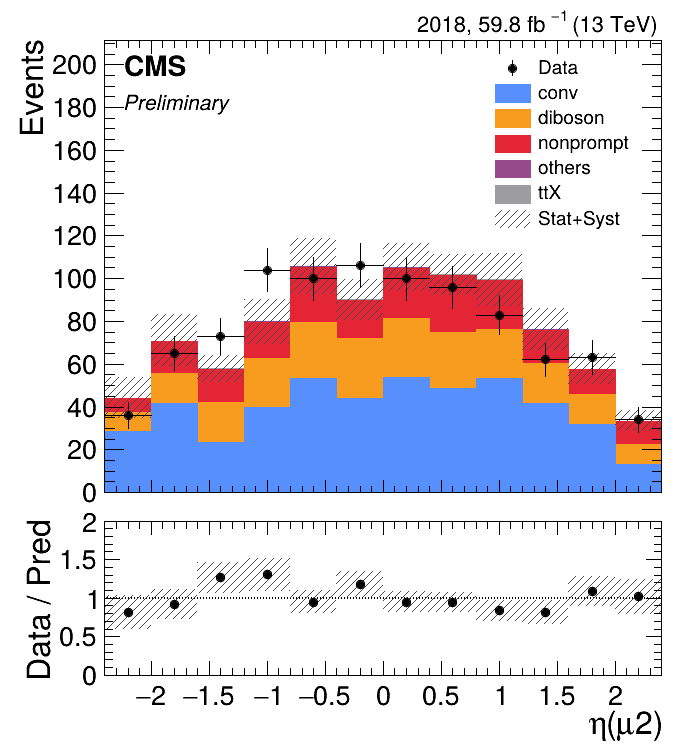 2018, 59.8 fb⁻¹ (13 TeV)
CMS
Preliminary
Events
200
180
160
140
120
100
80
60
40
20
0
Data
conv
diboson
nonprompt
others
ttX
Stat+Syst
Data / Pred
2
1.5
1
0.5
0
−2
−1.5
−1
−0.5
0
0.5
1
1.5
2
η(μ2)